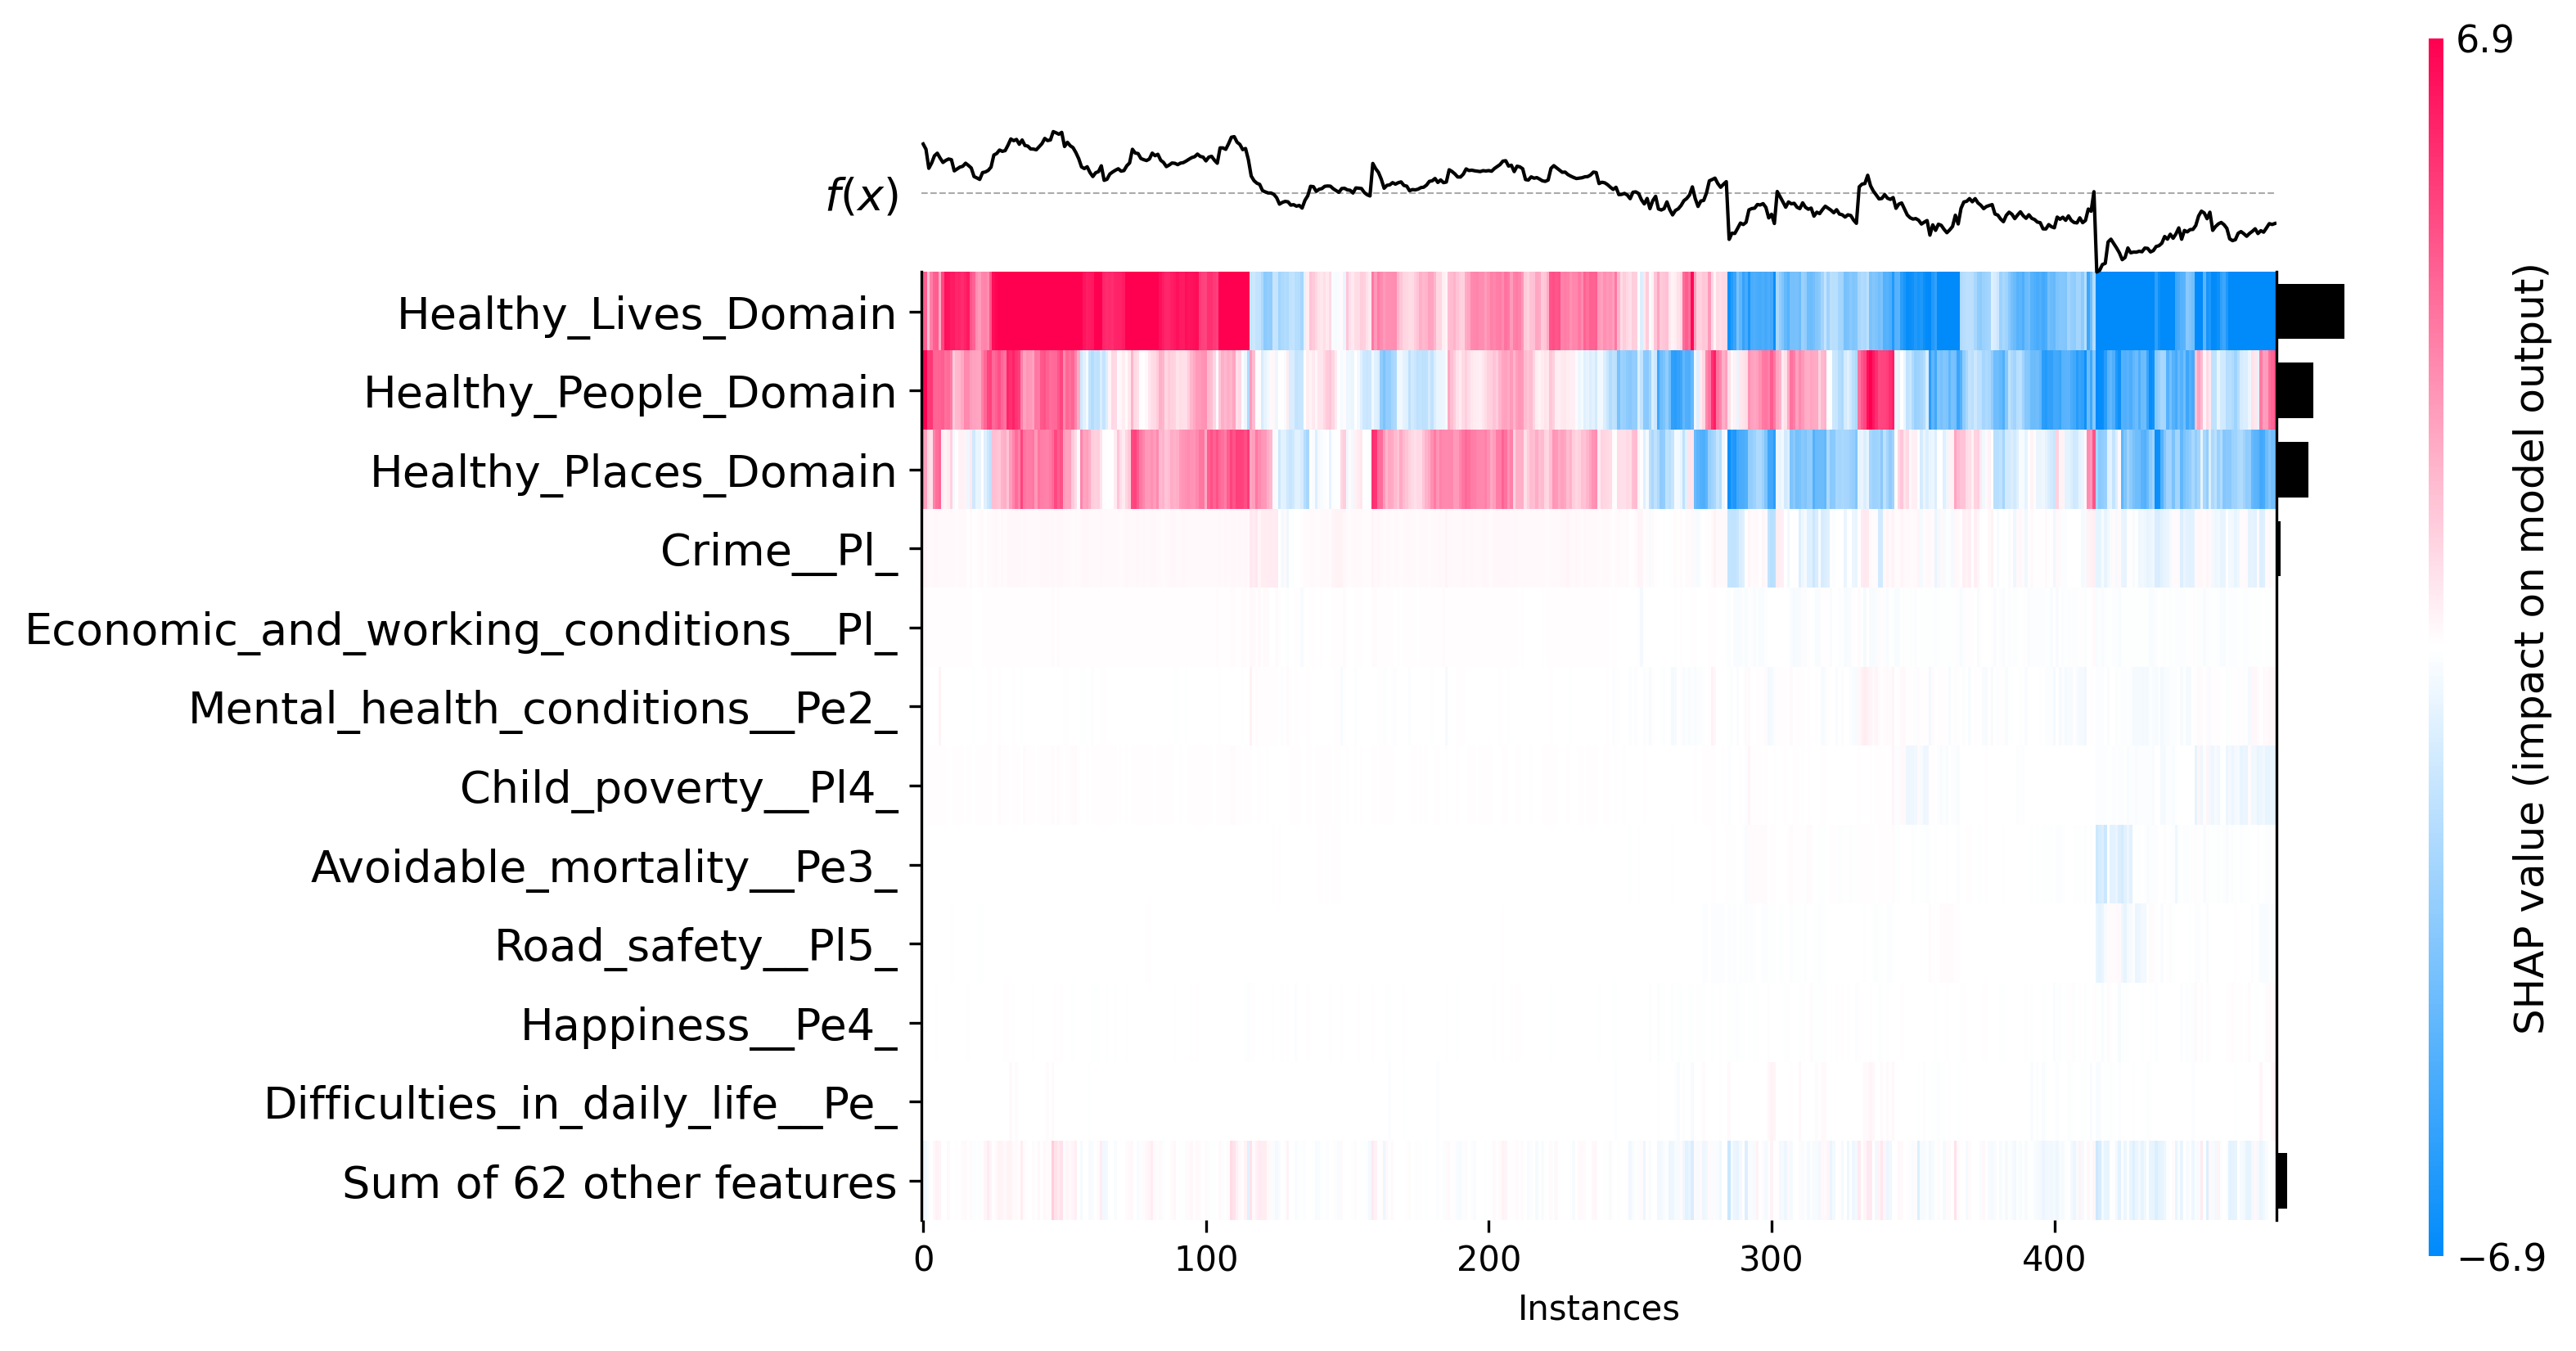 6.9
f(x)
Healthy_Lives_Domain
Healthy_People_Domain
Healthy_Places_Domain
Crime__Pl_
Economic_and_working_conditions__Pl_
Mental_health_conditions__Pe2_
Child_poverty__Pl4_
Avoidable_mortality__Pe3_
Road_safety__Pl5_
Happiness__Pe4_
Difficulties_in_daily_life__Pe_
Sum of 62 other features
0 100 200 300 400
Instances
−6.9
SHAP value (impact on model output)